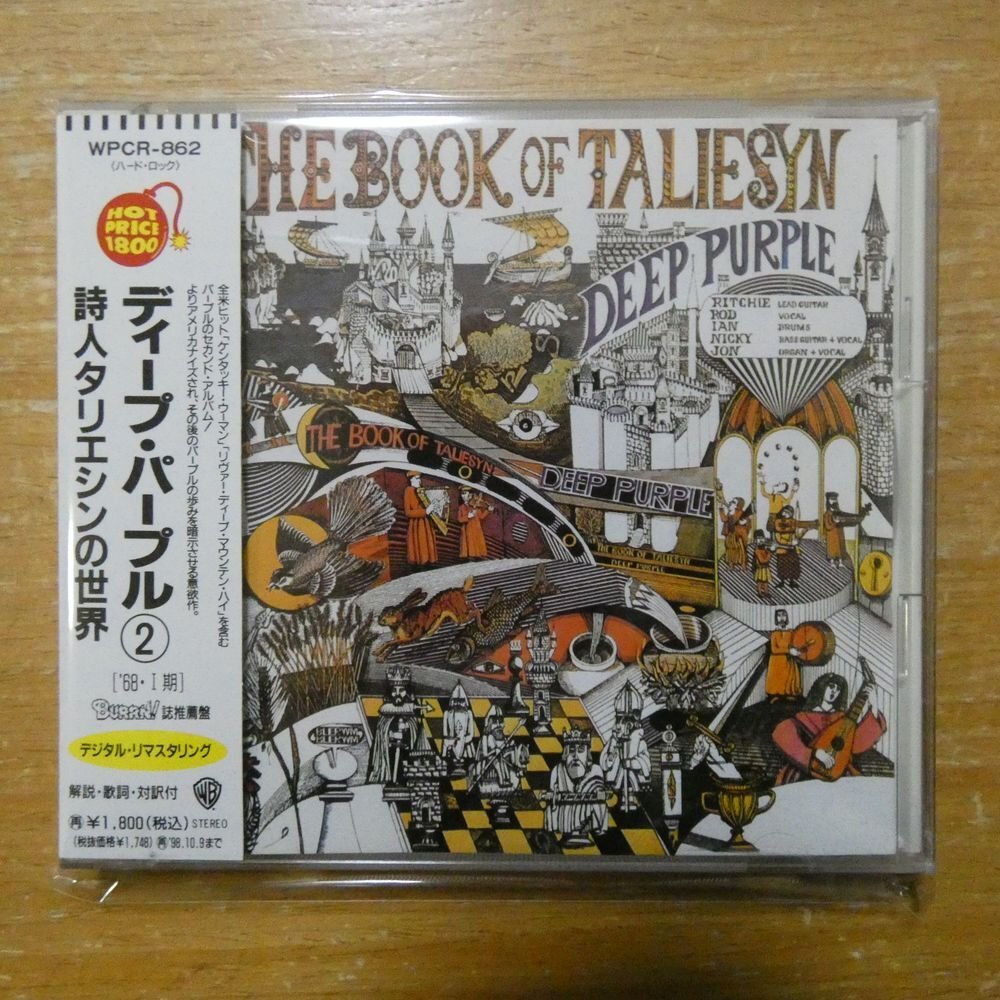 WPCR-862
〈ハード・ロック〉
HOT
PRICE
1800
ディープ・パープル②
詩人タリエシンの世界
全米ヒット「ケンタッキー・ウーマン」「リヴァー・ディープ・マウンテン・ハイ」を含む
パープルのセカンド・アルバム!
よりアメリカナイズされ、その後のパープルの歩みを暗示させる意欲作。
['68・I期]
BURRN!誌推薦盤
デジタル・リマスタリング
解説・歌詞・対訳付
WB
再¥1,800(税込) STEREO
(税抜価格¥1,748) 再'98.10.9まで
THE BOOK OF TALIESYN
DEEP PURPLE
RITCHIE LEAD GUITAR
ROD VOCAL
IAN DRUMS
NICKY BASS GUITAR + VOCAL
JON ORGAN + VOCAL
THE BOOK OF TALIESYN
DEEP PURPLE
THE BOOK OF TALIESYN
DEEP PURPLE